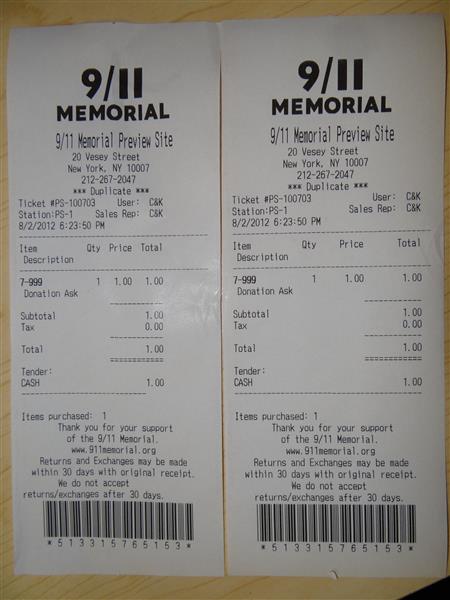 9/11
MEMORIAL
9/11 Memorial Preview Site
20 Vesey Street
New York, NY 10007
212-267-2047
*** Duplicate ***
Ticket #PS-100703 User: C&K
Station:PS-1 Sales Rep: C&K
8/2/2012 6:23:50 PM
Item Qty Price Total
Description
7-999 1 1.00 1.00
Donation Ask
Subtotal 1.00
Tax 0.00
Total 1.00
Tender:
CASH 1.00
Items purchased: 1
Thank you for your support
of the 9/11 Memorial.
www.911memorial.org
Returns and Exchanges may be made
within 30 days with original receipt.
We do not accept
returns/exchanges after 30 days.
*513315765153*
9/11
MEMORIAL
9/11 Memorial Preview Site
20 Vesey Street
New York, NY 10007
212-267-2047
*** Duplicate ***
Ticket #PS-100703 User: C&K
Station:PS-1 Sales Rep: C&K
8/2/2012 6:23:50 PM
Item Qty Price Total
Description
7-999 1 1.00 1.00
Donation Ask
Subtotal 1.00
Tax 0.00
Total 1.00
Tender:
CASH 1.00
Items purchased: 1
Thank you for your support
of the 9/11 Memorial.
www.911memorial.org
Returns and Exchanges may be made
within 30 days with original receipt.
We do not accept
returns/exchanges after 30 days.
*513315765153*